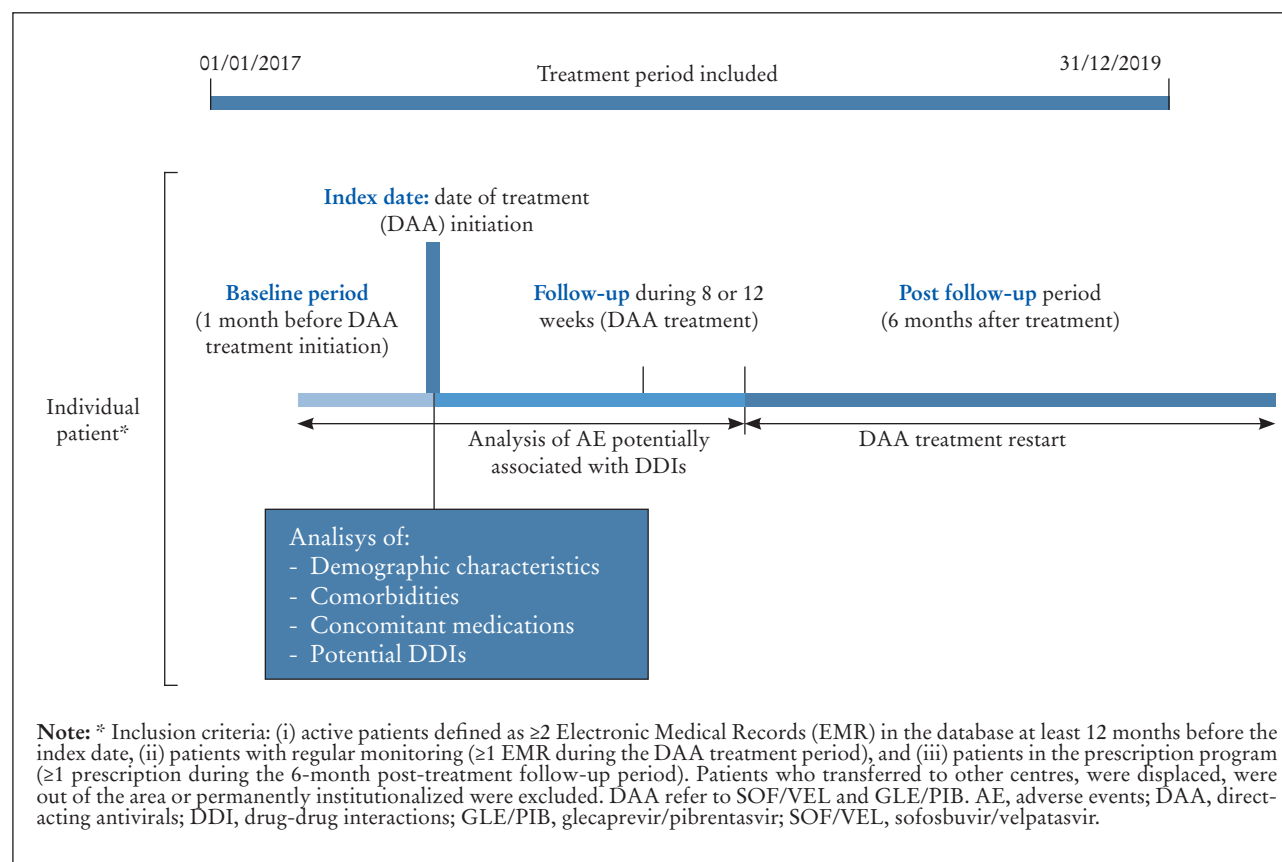 01/01/2017
Treatment period included
31/12/2019
Index date: date of treatment
(DAA) initiation
Baseline period
(1 month before DAA
treatment initiation)
Follow-up during 8 or 12
weeks (DAA treatment)
Post follow-up period
(6 months after treatment)
Individual
patient*
Analysis of AE potentially
associated with DDIs
DAA treatment restart
Analisys of:
- Demographic characteristics
- Comorbidities
- Concomitant medications
- Potential DDIs
Note: * Inclusion criteria: (i) active patients defined as ≥2 Electronic Medical Records (EMR) in the database at least 12 months before the
index date, (ii) patients with regular monitoring (≥1 EMR during the DAA treatment period), and (iii) patients in the prescription program
(≥1 prescription during the 6-month post-treatment follow-up period). Patients who transferred to other centres, were displaced, were
out of the area or permanently institutionalized were excluded. DAA refer to SOF/VEL and GLE/PIB. AE, adverse events; DAA, direct-
acting antivirals; DDI, drug-drug interactions; GLE/PIB, glecaprevir/pibrentasvir; SOF/VEL, sofosbuvir/velpatasvir.